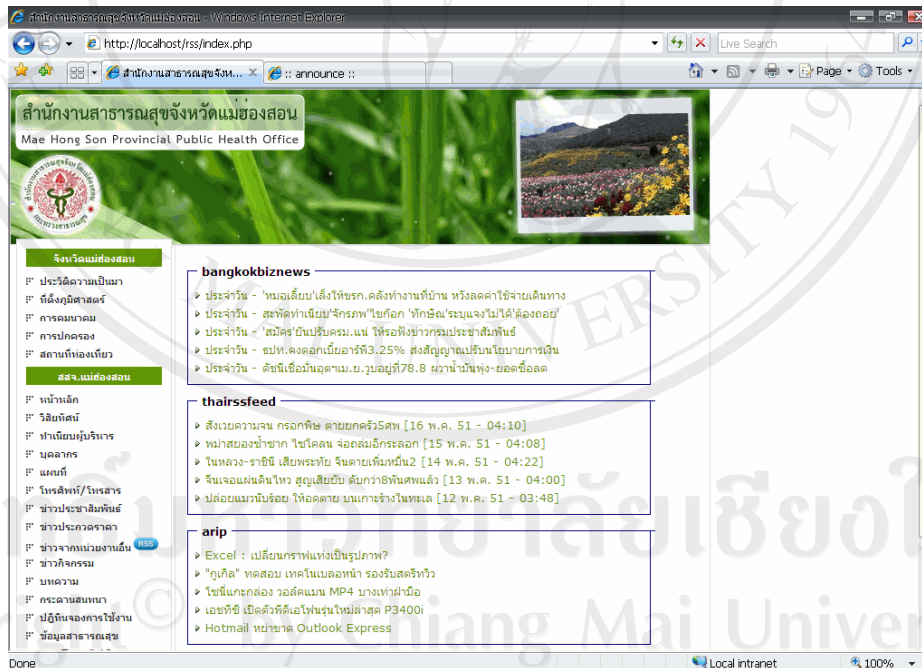 สำนักงานสาธารณสุขจังหวัดแม่ฮ่องสอน - Windows Internet Explorer
http://localhost/rss/index.php
Live Search
สำนักงานสาธารณสุขจังห...
:: announce ::
Page
Tools
สำนักงานสาธารณสุขจังหวัดแม่ฮ่องสอน
Mae Hong Son Provincial Public Health Office
จังหวัดแม่ฮ่องสอน
ประวัติความเป็นมา
ที่ตั้งภูมิศาสตร์
การคมนาคม
การปกครอง
สถานที่ท่องเที่ยว
สสจ.แม่ฮ่องสอน
หน้าหลัก
วิสัยทัศน์
ทำเนียบผู้บริหาร
บุคลากร
แผนที่
โทรศัพท์/โทรสาร
ข่าวประชาสัมพันธ์
ข่าวประกวดราคา
ข่าวจากหน่วยงานอื่น RSS
ข่าวกิจกรรม
บทความ
กระดานสนทนา
ปฏิทินจองการใช้งาน
ข้อมูลสาธารณสุข
bangkokbiznews
ประจำวัน - 'หมอเลี้ยบ'เล็งให้ขรก.คลังทำงานที่บ้าน หวังลดค่าใช้จ่ายเดินทาง
ประจำวัน - สะพัดทำเนียบ'จักรภพ'ไขก๊อก 'ทักษิณ'ระบุแจงไม่ได้'ต้องถอย'
ประจำวัน - 'สมัคร'ยันปรับครม.แน่ ให้รอฟังข่าวกรมประชาสัมพันธ์
ประจำวัน - ธปท.คงดอกเบี้ยอาร์พี3.25% ส่งสัญญาณปรับนโยบายการเงิน
ประจำวัน - ดัชนีเชื่อมั่นอุตฯเม.ย.วูบอยู่ที่78.8 ผวาน้ำมันพุ่ง-ยอดซื้อลด
thairssfeed
สังเวยความจน กรอกพิษ ตายยกครัว5ศพ [16 พ.ค. 51 - 04:10]
พม่าสยองซ้ำซาก ไซโคลน จ่อถล่มอีกระลอก [15 พ.ค. 51 - 04:08]
ในหลวง-ราชินี เสียพระทัย จีนตายเพิ่มหมื่น2 [14 พ.ค. 51 - 04:22]
จีนเจอแผ่นดินไหว สูญเสียยับ ดับกว่า8พันศพแล้ว [13 พ.ค. 51 - 04:00]
ปล่อยแมวนับร้อย ให้อดตาย บนเกาะร้างในทะเล [12 พ.ค. 51 - 03:48]
arip
Excel : เปลี่ยนกราฟแท่งเป็นรูปภาพ?
"กูเกิล" ทดสอบ เทคโนเบลอหน้า รองรับสตรีทวิว
โซนี่แกะกล่อง วอล์คแมน MP4 บางเท่าฝ่ามือ
เอชทีซี เปิดตัวพีดีเอโฟนรุ่นใหม่ล่าสุด P3400i
Hotmail หย่าขาด Outlook Express
Done
Local intranet
100%